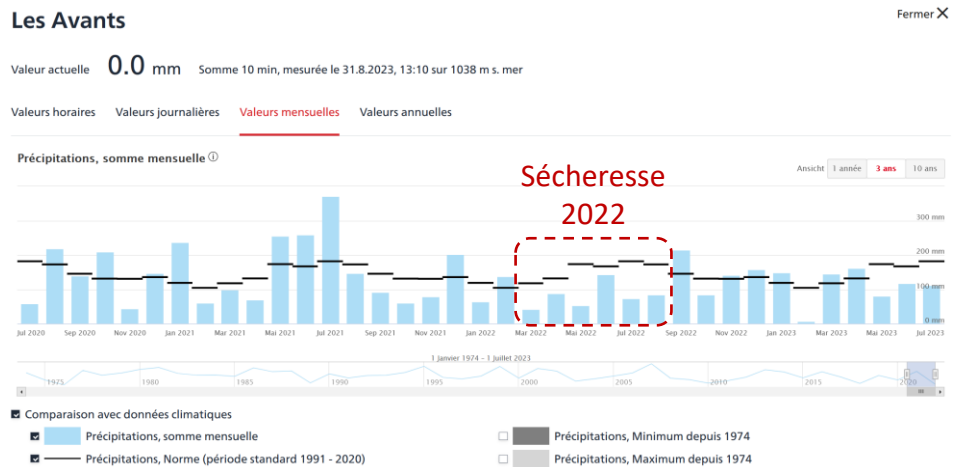 Les Avants
Fermer X
Valeur actuelle 0.0 mm Somme 10 min, mesurée le 31.8.2023, 13:10 sur 1038 m s. mer
Valeurs horaires Valeurs journalières Valeurs mensuelles Valeurs annuelles
Précipitations, somme mensuelle
Ansicht 1 année 3 ans 10 ans
Sécheresse
2022
300 mm
200 mm
100 mm
0 mm
Jul 2020 Sep 2020 Nov 2020 Jan 2021 Mar 2021 Mai 2021 Jul 2021 Sep 2021 Nov 2021 Jan 2022 Mar 2022 Mai 2022 Jul 2022 Sep 2022 Nov 2022 Jan 2023 Mar 2023 Mai 2023 Jul 2023
1 Janvier 1974 - 1 Juillet 2023
1975 1980 1985 1990 1995 2000 2005 2010 2015 2020
Comparaison avec données climatiques
Précipitations, somme mensuelle
Précipitations, Minimum depuis 1974
Précipitations, Norme (période standard 1991 - 2020)
Précipitations, Maximum depuis 1974